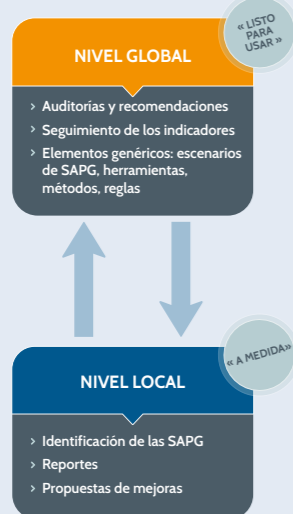 « LISTO
PARA
USAR »
NIVEL GLOBAL
› Auditorías y recomendaciones
› Seguimiento de los indicadores
› Elementos genéricos: escenarios
de SAPG, herramientas,
métodos, reglas
« A MEDIDA»
NIVEL LOCAL
› Identificación de las SAPG
› Reportes
› Propuestas de mejoras